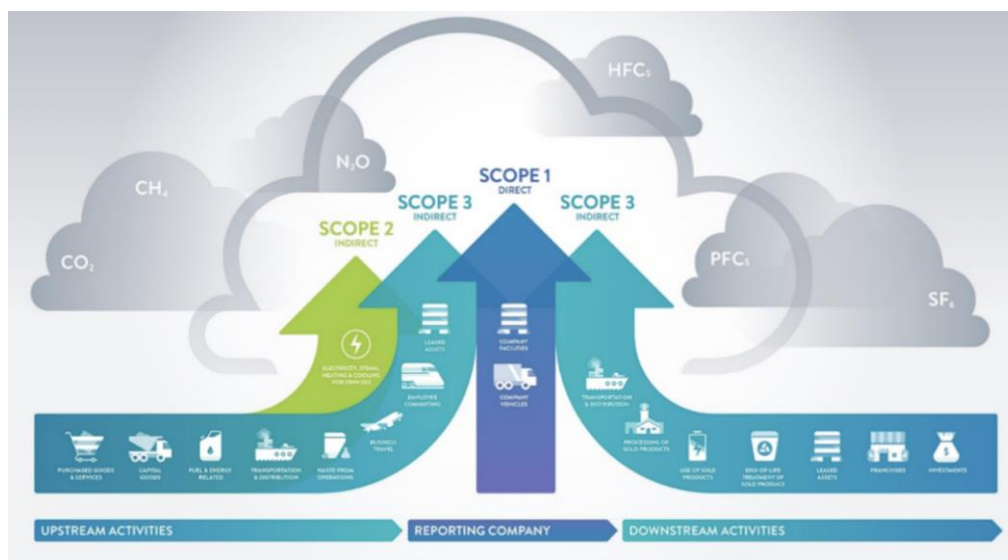 HFCs
N₂O
CH₄
SCOPE 1
DIRECT
SCOPE 3
INDIRECT
SCOPE 3
INDIRECT
SCOPE 2
INDIRECT
CO₂
PFCs
SF₆
LEASED
ASSETS
COMPANY
FACILITIES
ELECTRICITY, STEAM,
HEATING & COOLING
FOR OWN USE
EMPLOYEE
COMMUTING
COMPANY
VEHICLES
TRANSPORTATION
& DISTRIBUTION
BUSINESS
TRAVEL
PROCESSING OF
SOLD PRODUCTS
PURCHASED GOODS
& SERVICES
CAPITAL
GOODS
FUEL & ENERGY
RELATED
TRANSPORTATION
& DISTRIBUTION
WASTE FROM
OPERATIONS
USE OF SOLD
PRODUCTS
END-OF-LIFE
TREATMENT OF
SOLD PRODUCT
LEASED
ASSETS
FRANCHISES
INVESTMENTS
$
UPSTREAM ACTIVITIES
REPORTING COMPANY
DOWNSTREAM ACTIVITIES